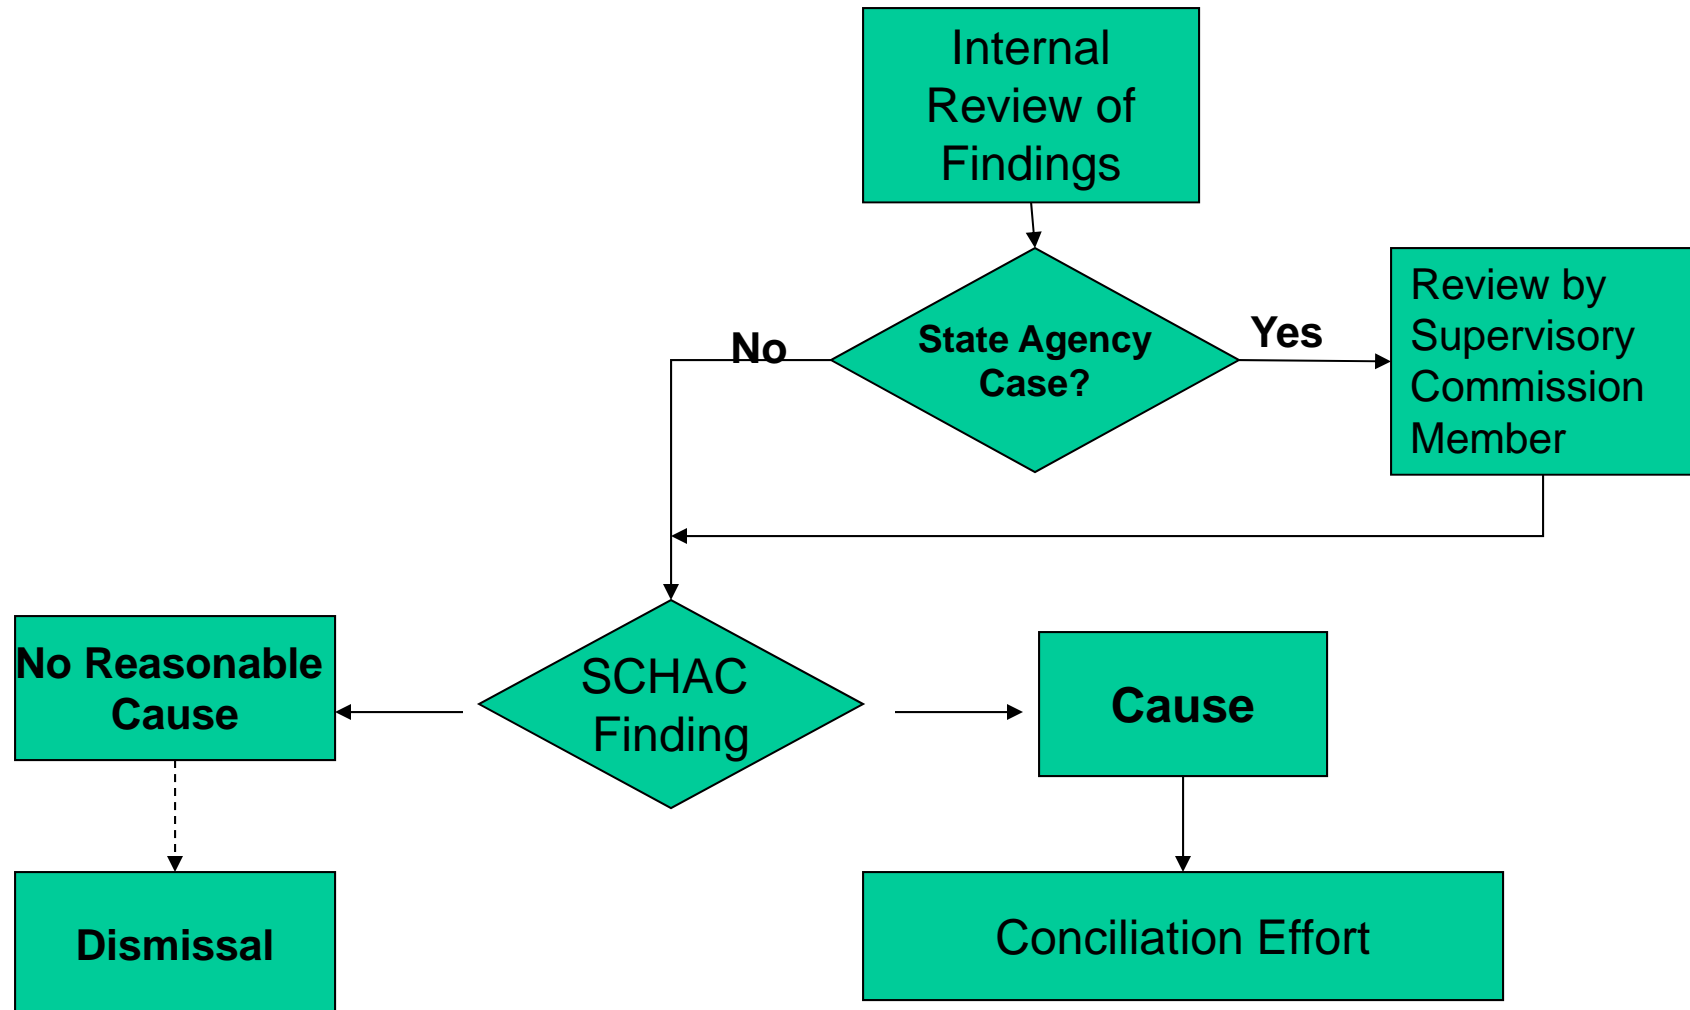 Internal
Review of
Findings
No
State Agency
Case?
Yes
Review by
Supervisory
Commission
Member
No Reasonable
Cause
SCHAC
Finding
Cause
Dismissal
Conciliation Effort